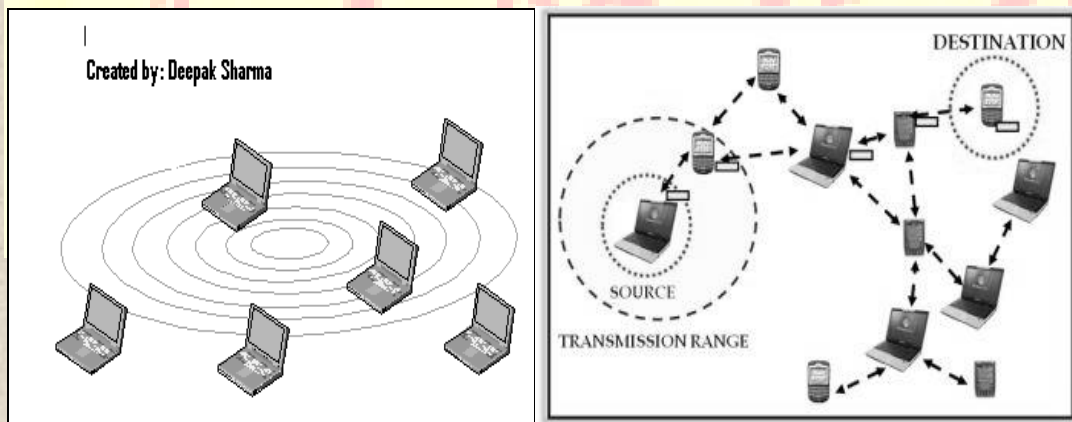 Created by: Deepak Sharma
DESTINATION
SOURCE
TRANSMISSION RANGE